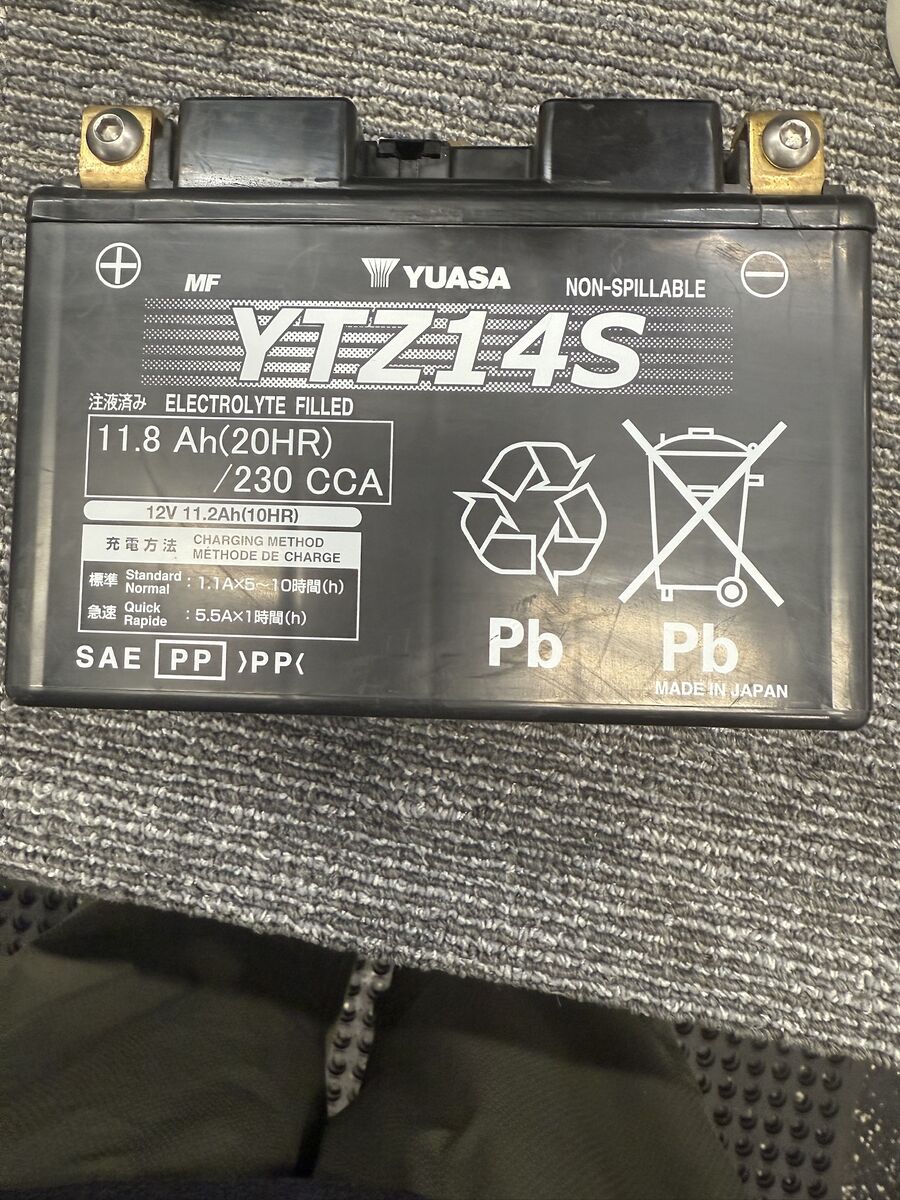 MF
YUASA
NON-SPILLABLE
YTZ14S
注液済み ELECTROLYTE FILLED
11.8 Ah(20HR)
/230 CCA
12V 11.2Ah(10HR)
充電方法 CHARGING METHOD
MÉTHODE DE CHARGE
標準 Standard Normal : 1.1A×5~10時間(h)
急速 Quick Rapide : 5.5A×1時間(h)
SAE PP >PP<
Pb
Pb
MADE IN JAPAN